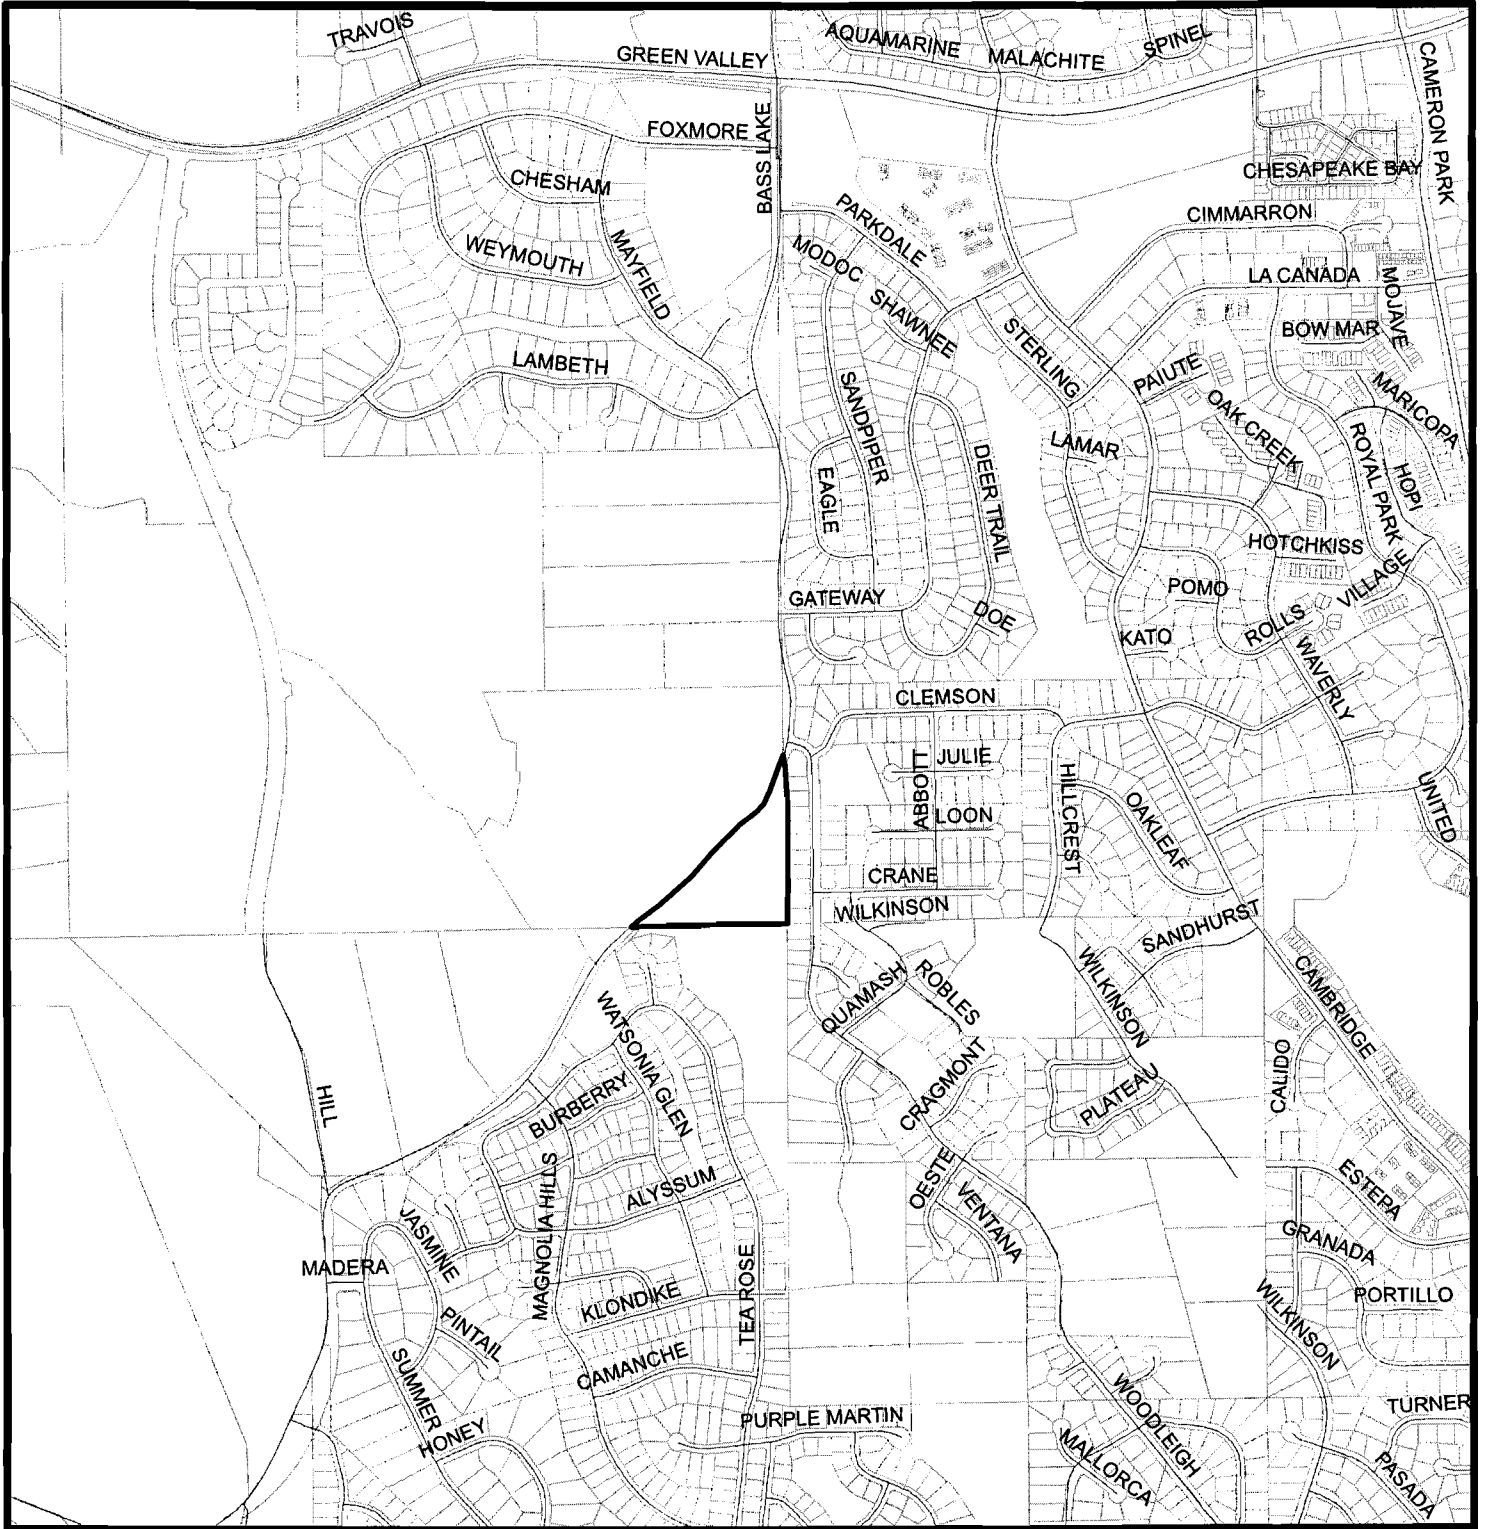 TRAVOIS
GREEN VALLEY
AQUAMARINE
MALACHITE
SPINEL
CAMERON PARK
FOXMORE
BASS LAKE
CHESHAM
CHESAPEAKE BAY
WEYMOUTH
MAYFIELD
PARKDALE
CIMMARRON
MODOC
LA CANADA
MOJAVE
SHAWNEE
STERLING
BOW MAR
LAMBETH
SANDPIPER
PAIUTE
OAK CREEK
MARICOPA
LAMAR
ROYAL PARK
HOPI
EAGLE
DEER TRAIL
HOTCHKISS
VILLAGE
GATEWAY
DOE
POMO
KATO
ROLLS
WAVERLY
CLEMSON
ABBOTT
JULIE
HILLCREST
OAKLEAF
UNITED
LOON
CRANE
WILKINSON
SANDHURST
QUAMASH
ROBLES
WILKINSON
CAMBRIDGE
WATSONIA GLEN
CRAGMONT
CALIDO
HILL
BURBERRY
PLATEAU
MAGNOLIA HILLS
ALYSSUM
OESTE
VENTANA
ESTEPA
JASMINE
MADERA
GRANADA
KLONDIKE
TEA ROSE
PORTILLO
PINTAIL
WILKINSON
SUMMER
CAMANCHE
HONEY
PURPLE MARTIN
WOODLEIGH
TURNER
MALLORCA
PASADA